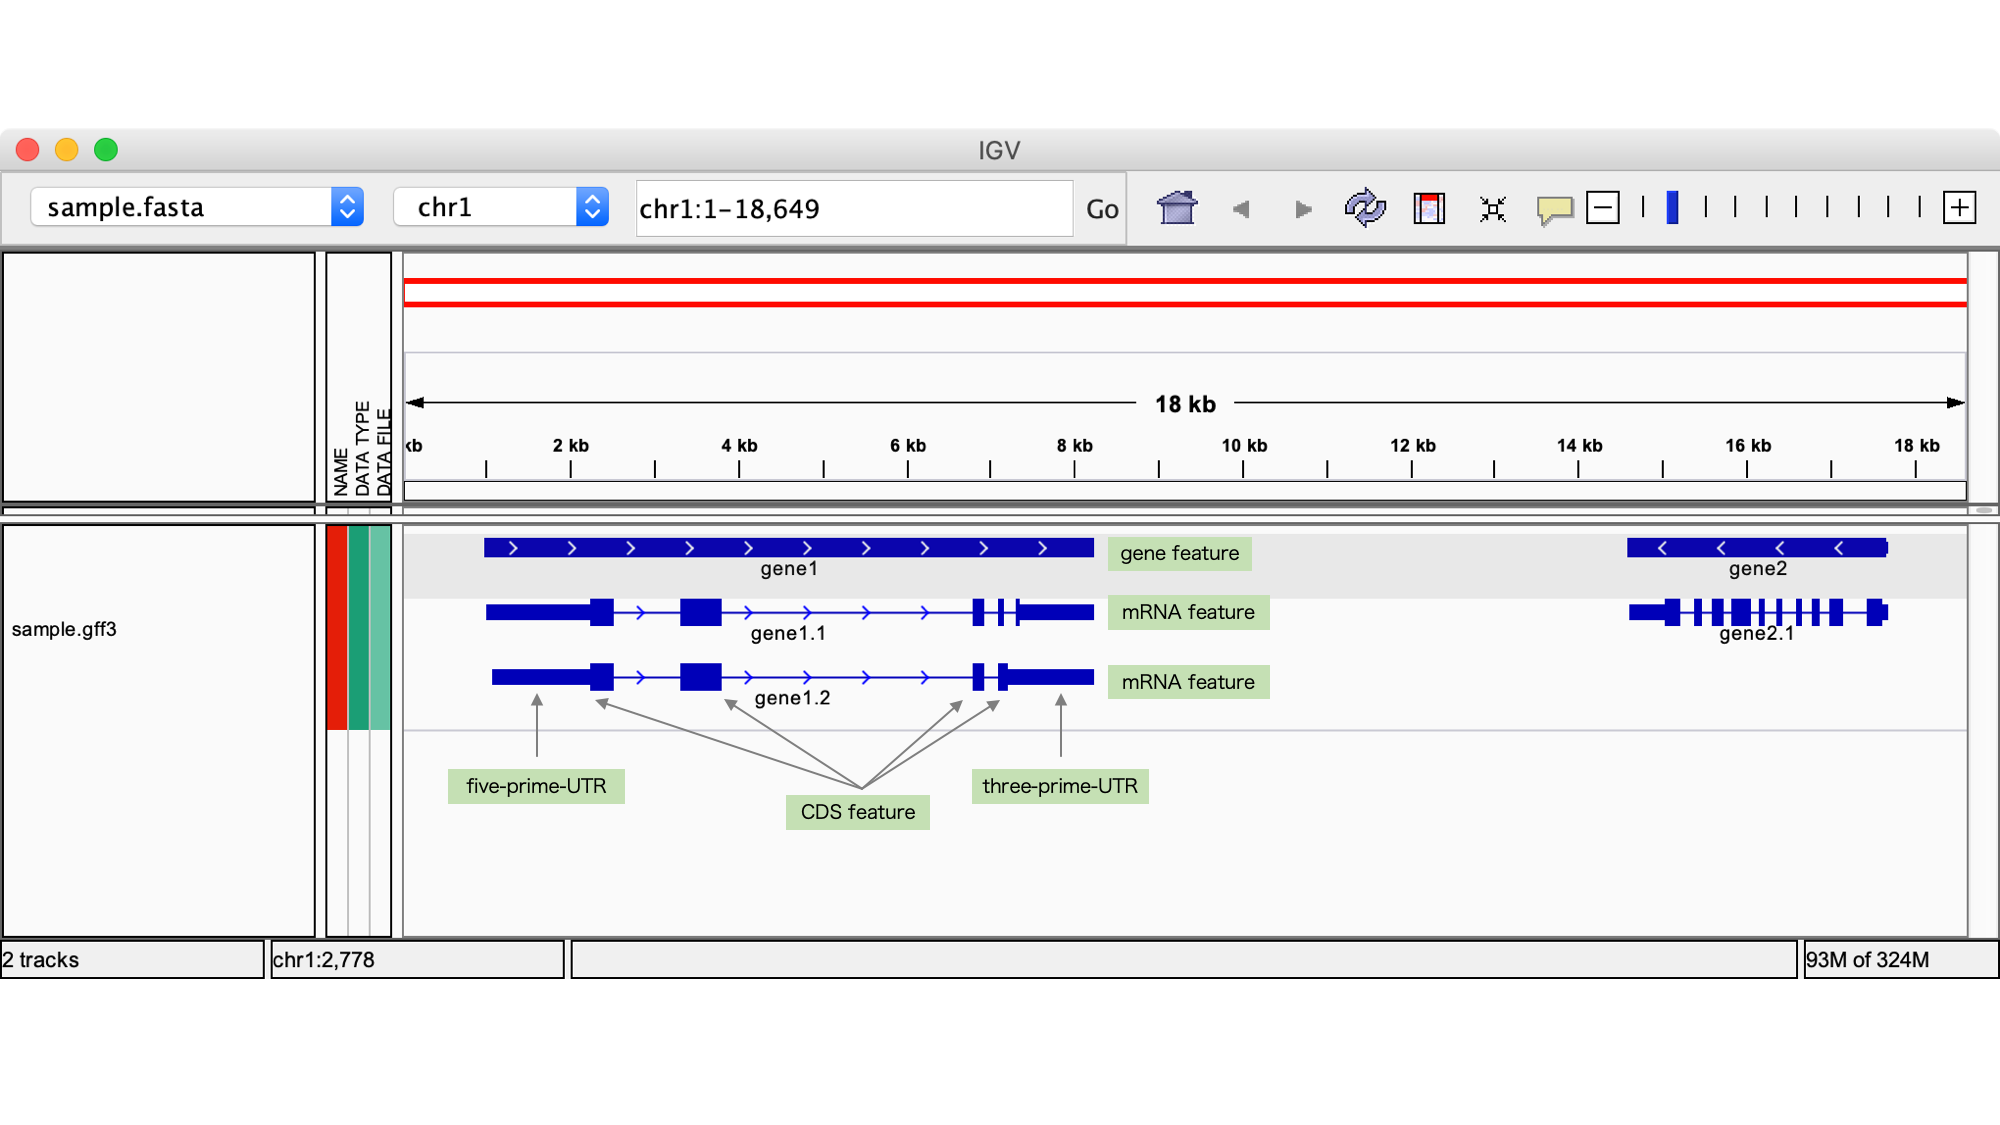 IGV
sample.fasta
chr1
chr1:1-18,649
Go
NAME
DATA TYPE
DATA FILE
18 kb
kb 2 kb 4 kb 6 kb 8 kb 10 kb 12 kb 14 kb 16 kb 18 kb
sample.gff3
gene1
gene feature
gene2
gene1.1
mRNA feature
gene2.1
gene1.2
mRNA feature
five-prime-UTR
CDS feature
three-prime-UTR
2 tracks
chr1:2,778
93M of 324M